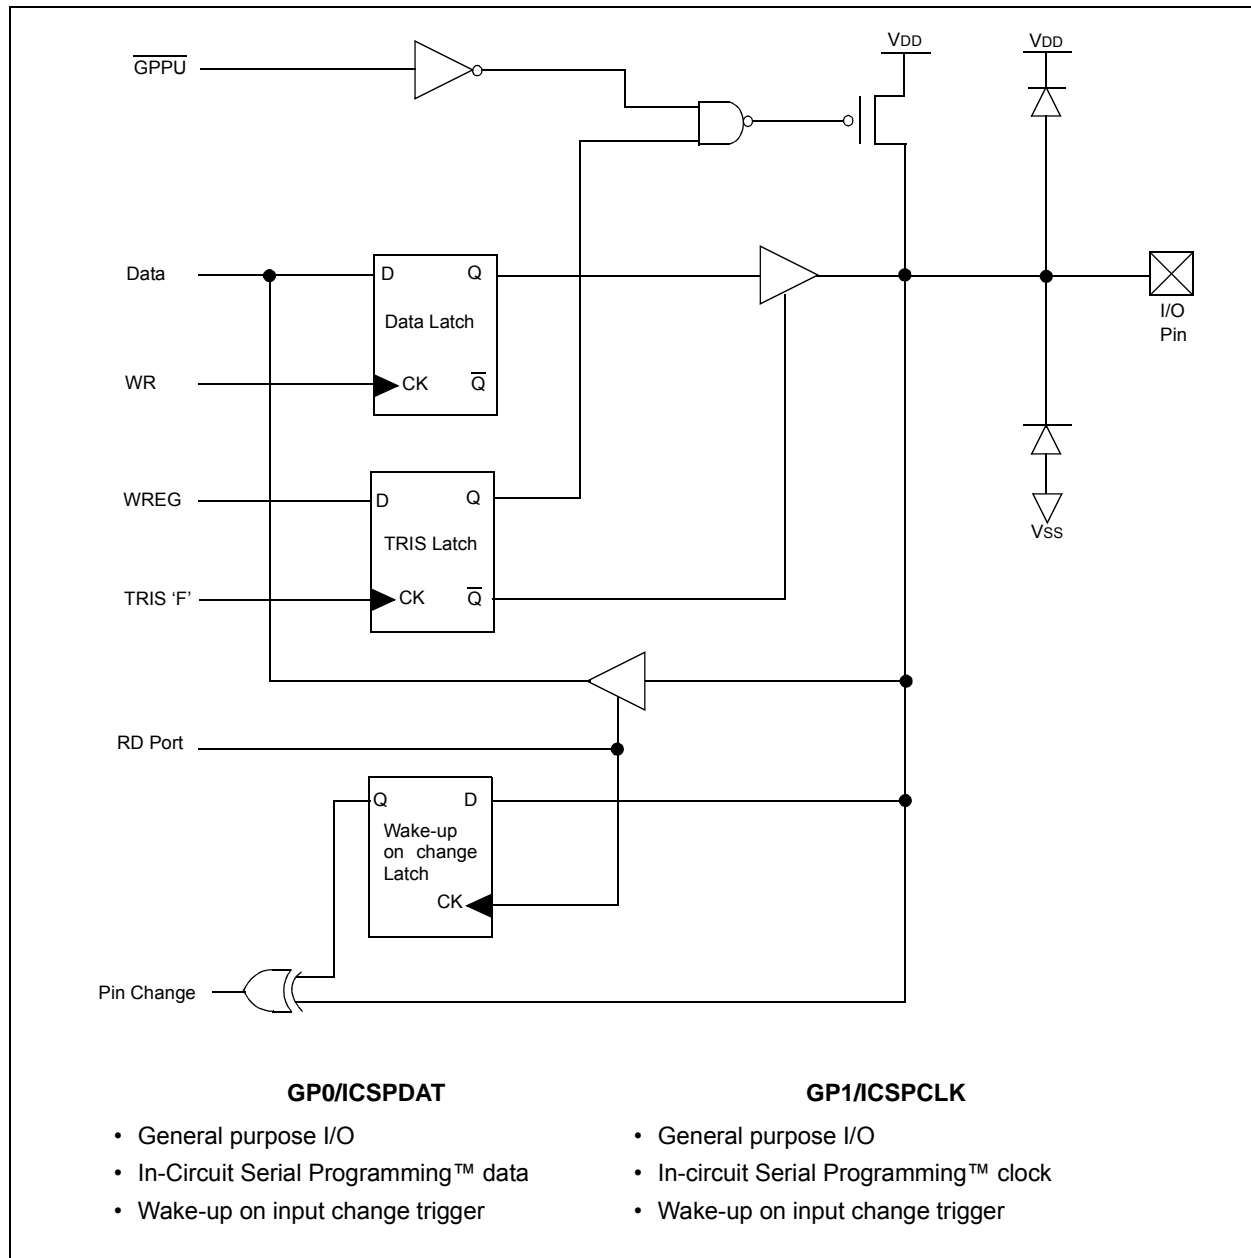 VDD
VDD
GPPU
Data
D
Q
Data Latch
I/O
Pin
WR
CK
Q
WREG
D
Q
TRIS Latch
VSS
TRIS ‘F’
CK
Q
RD Port
Q
D
Wake-up
on change
Latch
CK
Pin Change
GP0/ICSPDAT
• General purpose I/O
• In-Circuit Serial Programming™ data
• Wake-up on input change trigger
GP1/ICSPCLK
• General purpose I/O
• In-circuit Serial Programming™ clock
• Wake-up on input change trigger